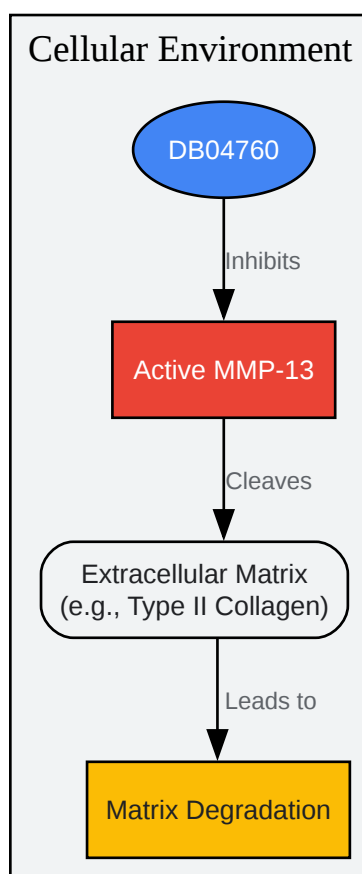 Cellular Environment
DB04760
Inhibits
Active MMP-13
Cleaves
Extracellular Matrix
(e.g., Type II Collagen)
Leads to
Matrix Degradation